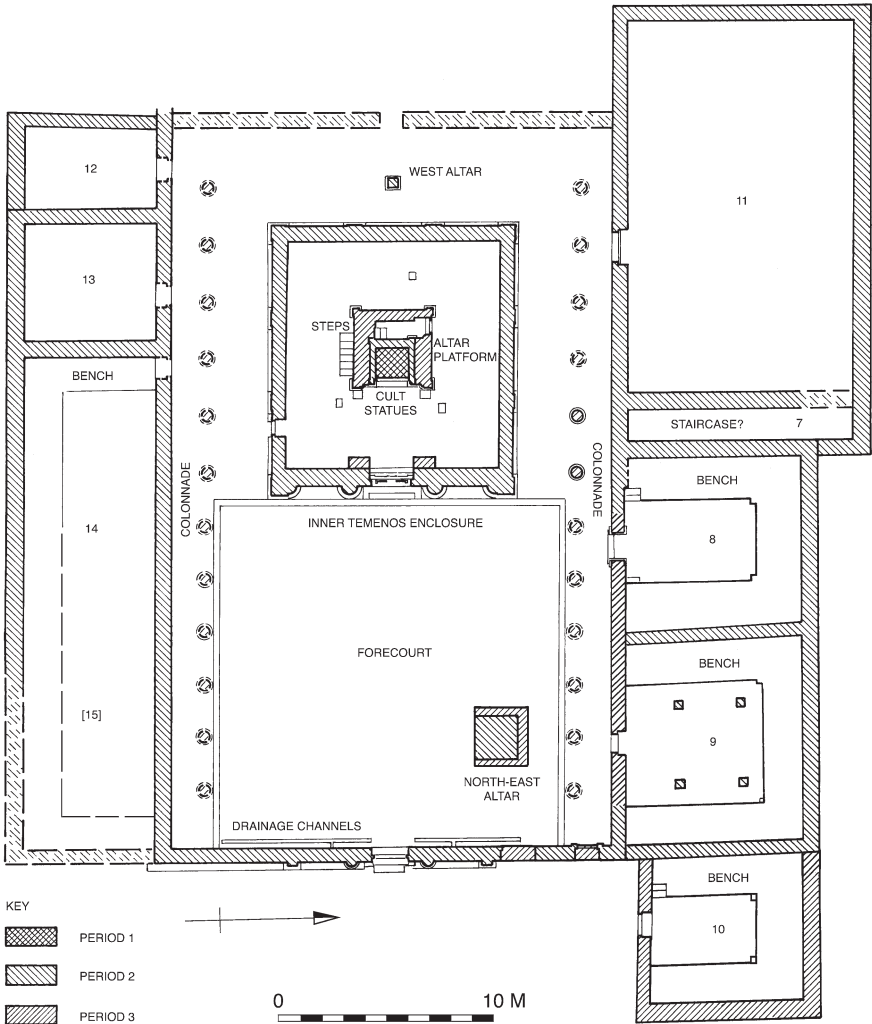 WEST ALTAR
12
11
13
STEPS
ALTAR
PLATFORM
CULT
STATUES
BENCH
STAIRCASE? 7
COLONNADE
COLONNADE
BENCH
14
INNER TEMENOS ENCLOSURE
8
FORECOURT
BENCH
[15]
9
NORTH-EAST
ALTAR
DRAINAGE CHANNELS
BENCH
KEY
10
PERIOD 1
PERIOD 2
PERIOD 3
0 10 M